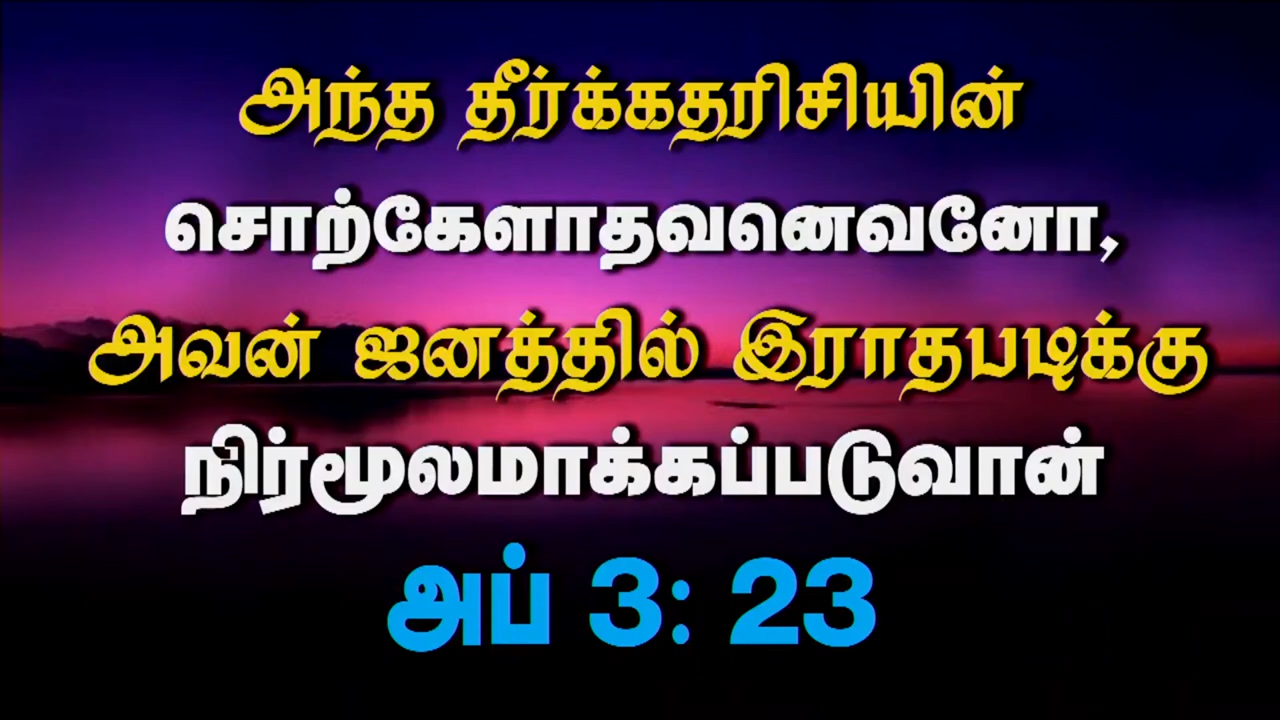 அந்த தீர்க்கதரிசியின்
சொற்கேளாதவனெவனோ,
அவன் ஜனத்தில் இராதபடிக்கு
நிர்மூலமாக்கப்படுவான்
அப் 3: 23